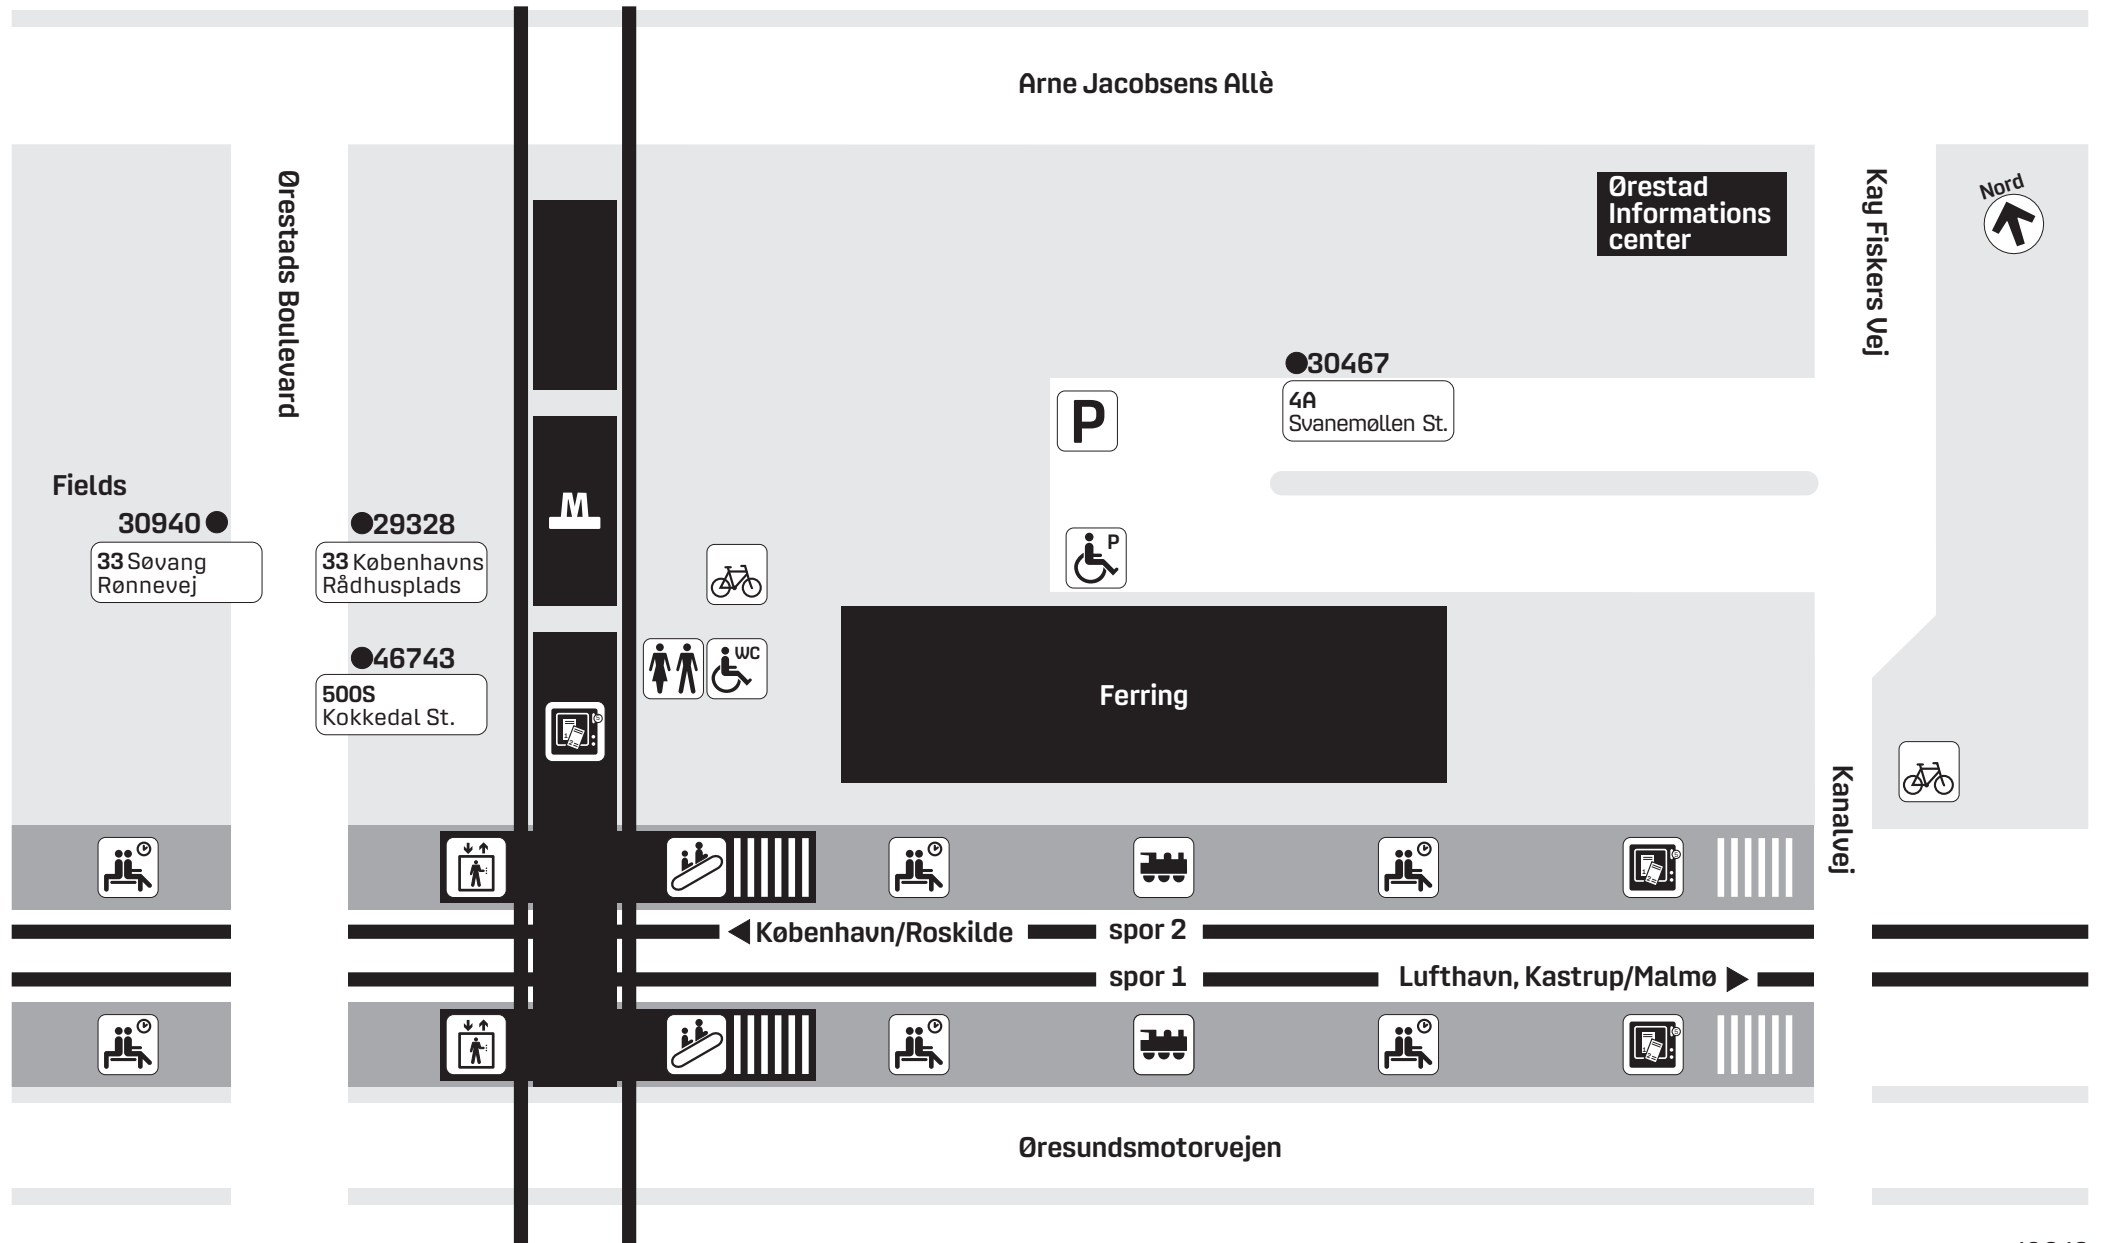 Arne Jacobsens Allè
Ørestads Boulevard
Ørestad
Informations
center
Kay Fiskers Vej
Nord
30467
4A
Svanemøllen St.
P
Fields
30940
33 Søvang
Rønnevej
29328
33 Københavns
Rådhusplads
M
P
46743
500S
Kokkedal St.
WC
Ferring
Kanalvej
København/Roskilde
spor 2
spor 1
Lufthavn, Kastrup/Malmø
Øresundsmotorvejen